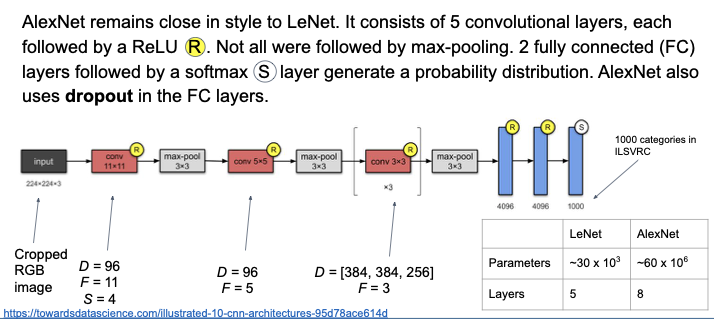 AlexNet remains close in style to LeNet. It consists of 5 convolutional layers, each
followed by a ReLU R. Not all were followed by max-pooling. 2 fully connected (FC)
layers followed by a softmax S layer generate a probability distribution. AlexNet also
uses dropout in the FC layers.
input
224×224×3
conv
11×11
R
max-pool
3×3
conv 5×5
R
max-pool
3×3
conv 3×3
R
×3
max-pool
3×3
R
R
S
4096
4096
1000
1000 categories in
ILSVRC
Cropped
RGB
image
D = 96
F = 11
S = 4
D = 96
F = 5
D = [384, 384, 256]
F = 3
LeNet AlexNet
Parameters ~30 x 10³ ~60 x 10⁶
Layers 5 8
https://towardsdatascience.com/illustrated-10-cnn-architectures-95d78ace614d